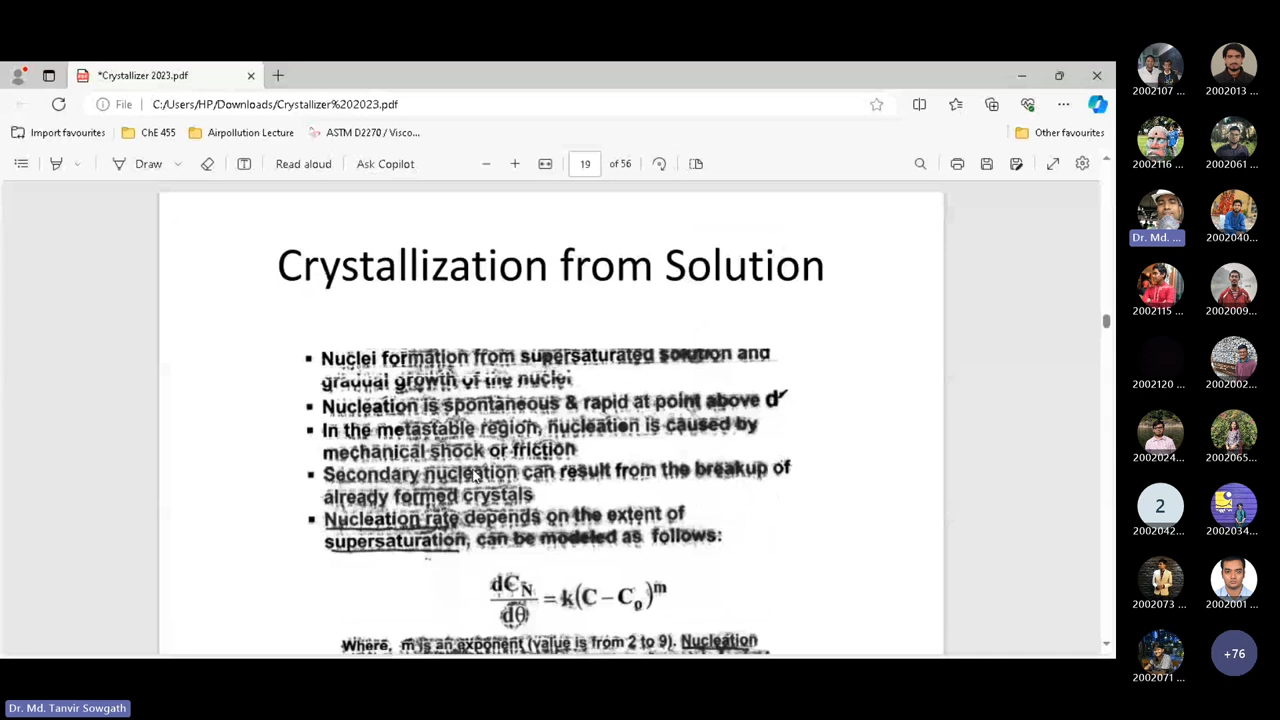 *Crystallizer 2023.pdf
File C:/Users/HP/Downloads/Crystallizer%202023.pdf
Import favourites ChE 455 Airpollution Lecture ASTM D2270 / Visco... Other favourites
Draw Read aloud Ask Copilot 19 of 56
Crystallization from Solution
▪ Nuclei formation from supersaturated solution and
gradual growth of the nuclei
▪ Nucleation is spontaneous & rapid at point above d'
▪ In the metastable region, nucleation is caused by
mechanical shock or friction
▪ Secondary nucleation can result from the breakup of
already formed crystals
▪ Nucleation rate depends on the extent of
supersaturation, can be modeled as follows:
dC_N/dθ = k(C – C_o)^m
Where, m is an exponent (value is from 2 to 9). Nucleation
2002107 ... 2002013 ...
2002116 ... 2002061 ...
Dr. Md. ... 2002040...
2002115 ... 2002009...
2002120 ... 2002002...
2002024... 2002065...
2
2002042... 2002034...
2002073 ... 2002001 ...
2002071 ... +76
Dr. Md. Tanvir Sowgath